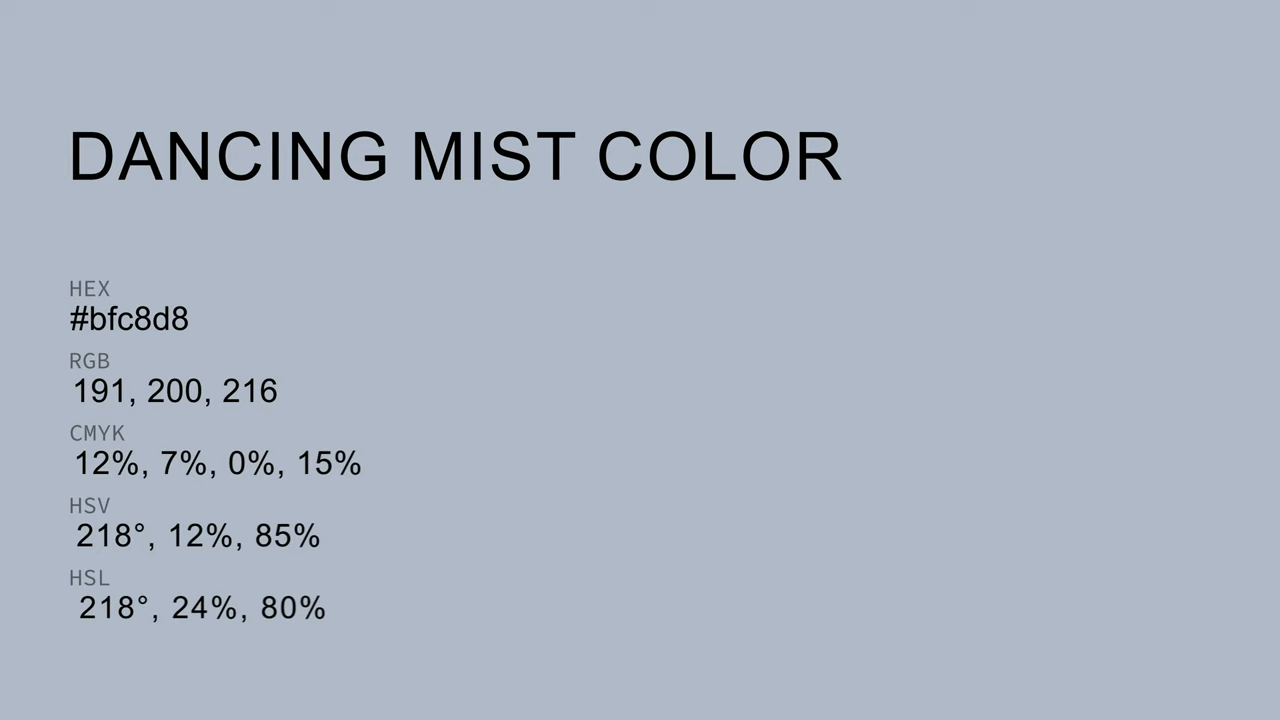 DANCING MIST COLOR
HEX
#bfc8d8
RGB
191, 200, 216
CMYK
12%, 7%, 0%, 15%
HSV
218°, 12%, 85%
HSL
218°, 24%, 80%